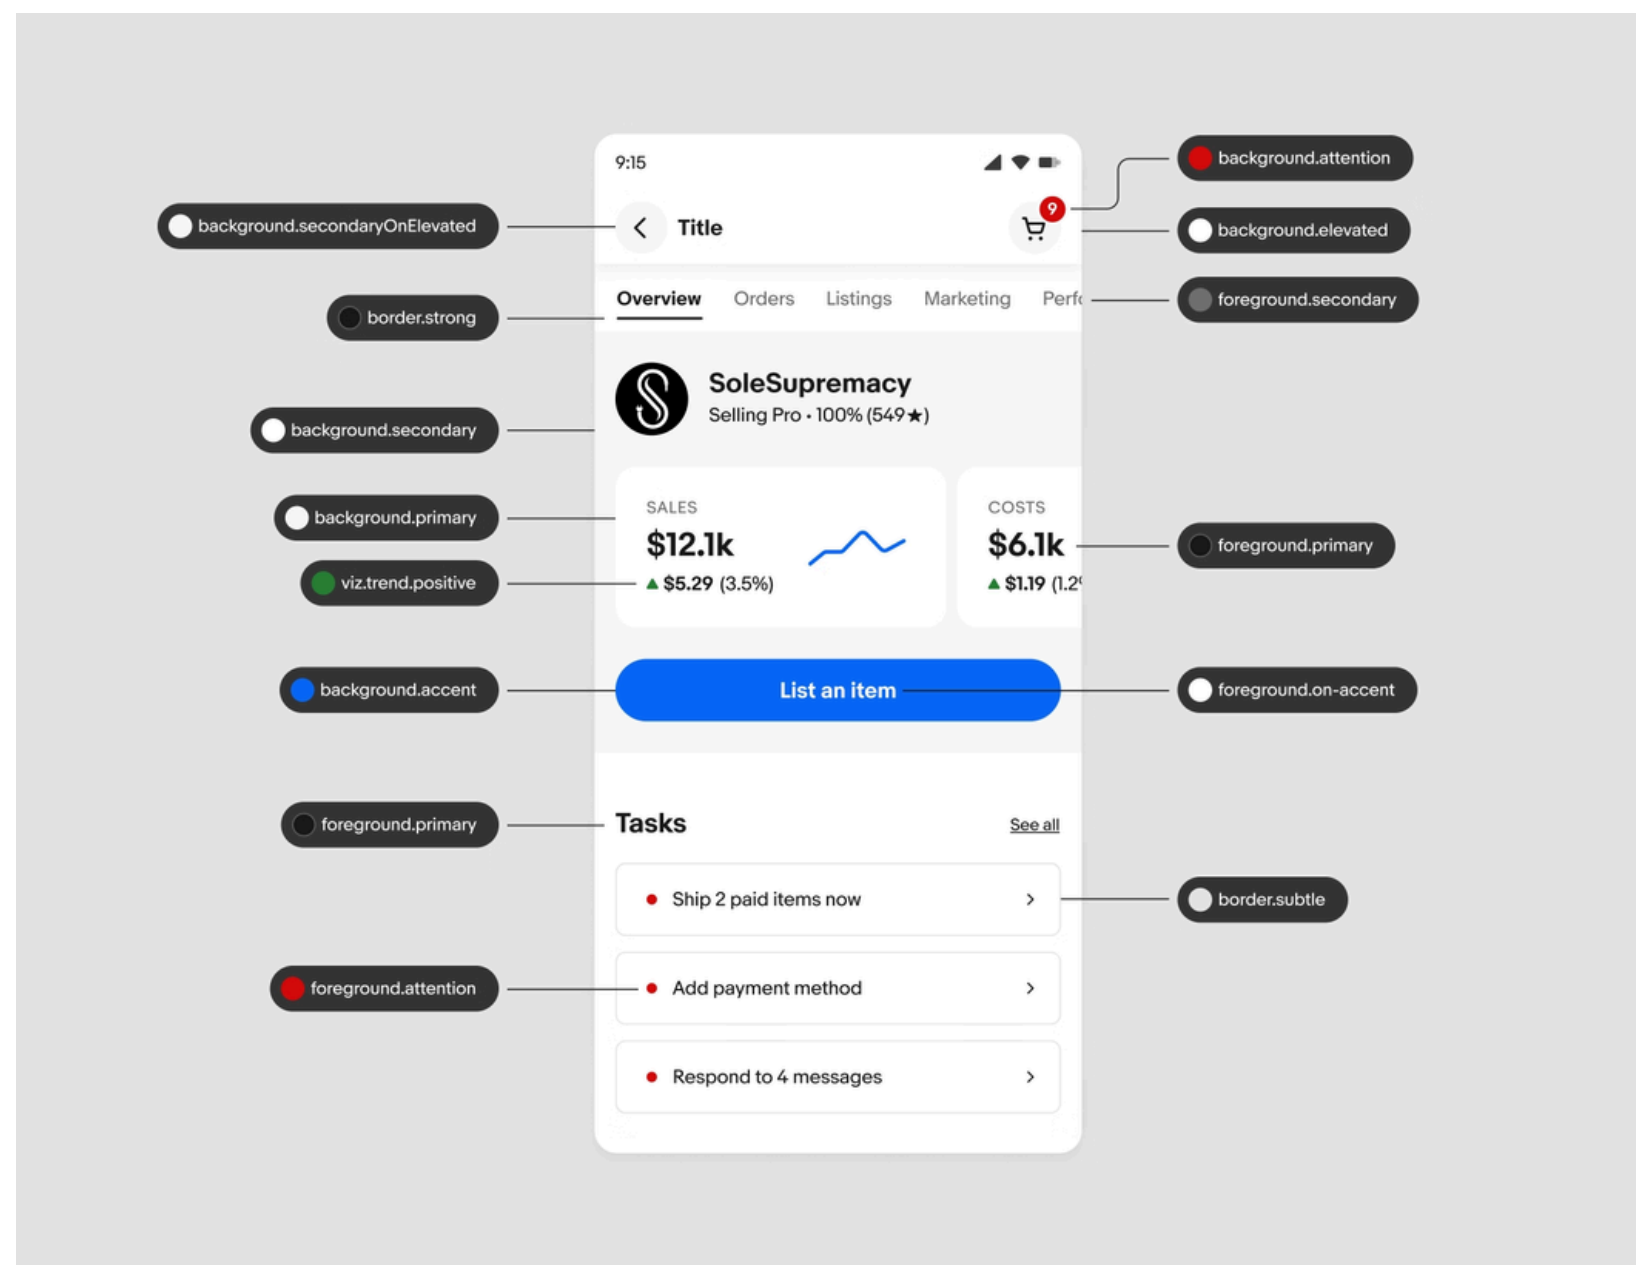 9:15
background.attention
9
background.secondaryOnElevated
Title
background.elevated
border.strong
Overview
Orders
Listings
Marketing
Perfo
foreground.secondary
SoleSupremacy
Selling Pro • 100% (549★)
background.secondary
SALES
COSTS
background.primary
$12.1k
$6.1k
foreground.primary
viz.trend.positive
▲ $5.29 (3.5%)
▲ $1.19 (1.2%
background.accent
List an item
foreground.on-accent
foreground.primary
Tasks
See all
Ship 2 paid items now
border.subtle
foreground.attention
Add payment method
Respond to 4 messages